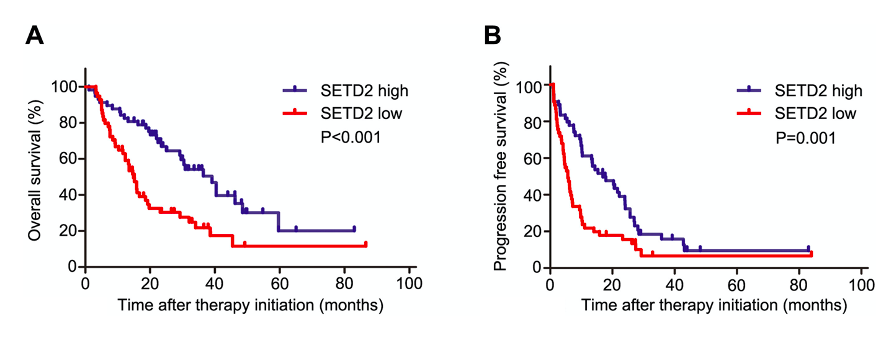 A
Overall survival (%)
100
80
60
40
20
0
0 20 40 60 80 100
Time after therapy initiation (months)
SETD2 high
SETD2 low
P<0.001
B
Progression free survival (%)
100
80
60
40
20
0
0 20 40 60 80 100
Time after therapy initiation (months)
SETD2 high
SETD2 low
P=0.001